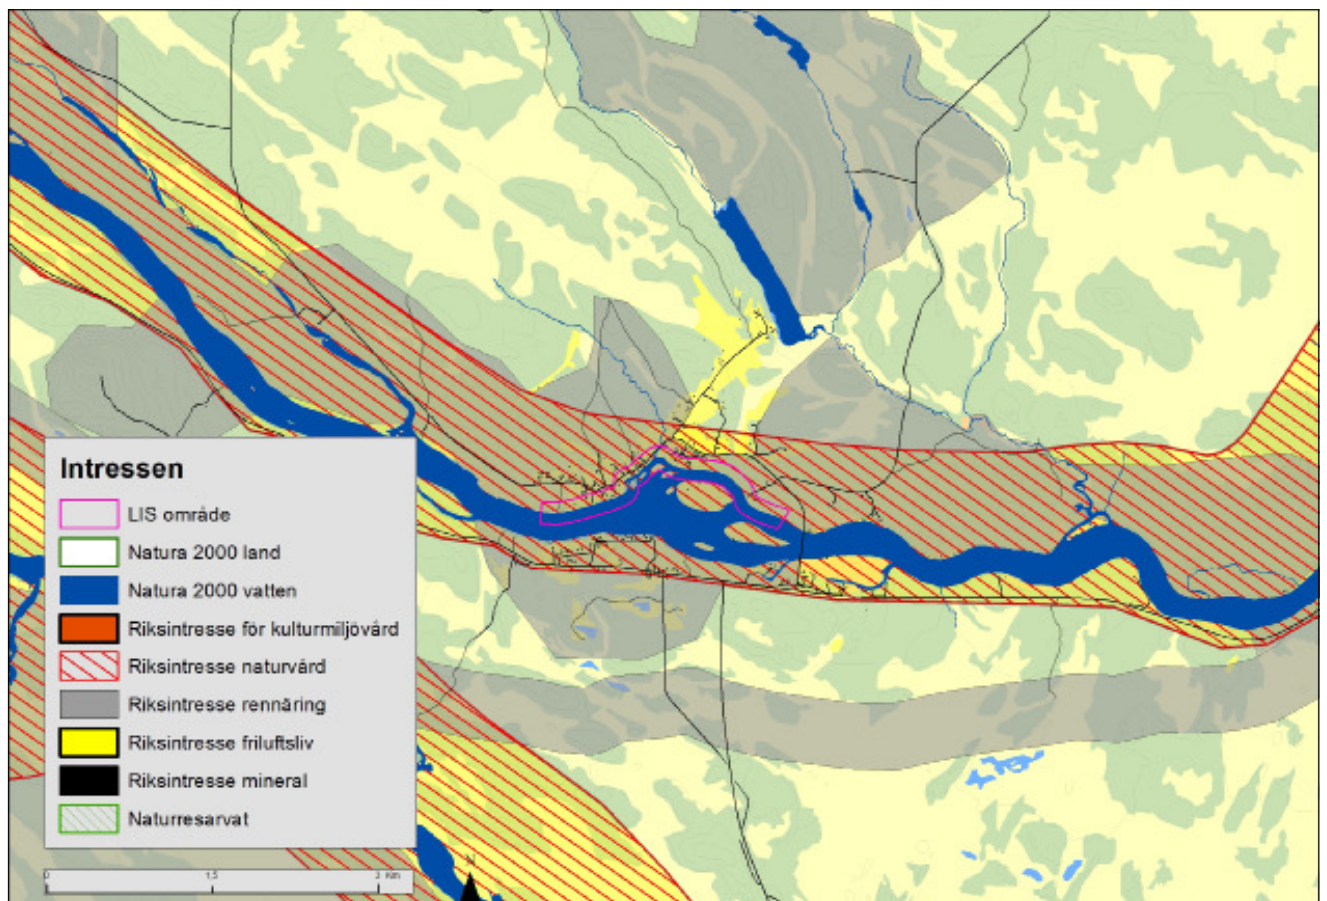 Intressen
LIS område
Natura 2000 land
Natura 2000 vatten
Riksintresse för kulturmiljövård
Riksintresse naturvård
Riksintresse rennäring
Riksintresse friluftsliv
Riksintresse mineral
Naturresarvat
0 1,5 3 Km
N